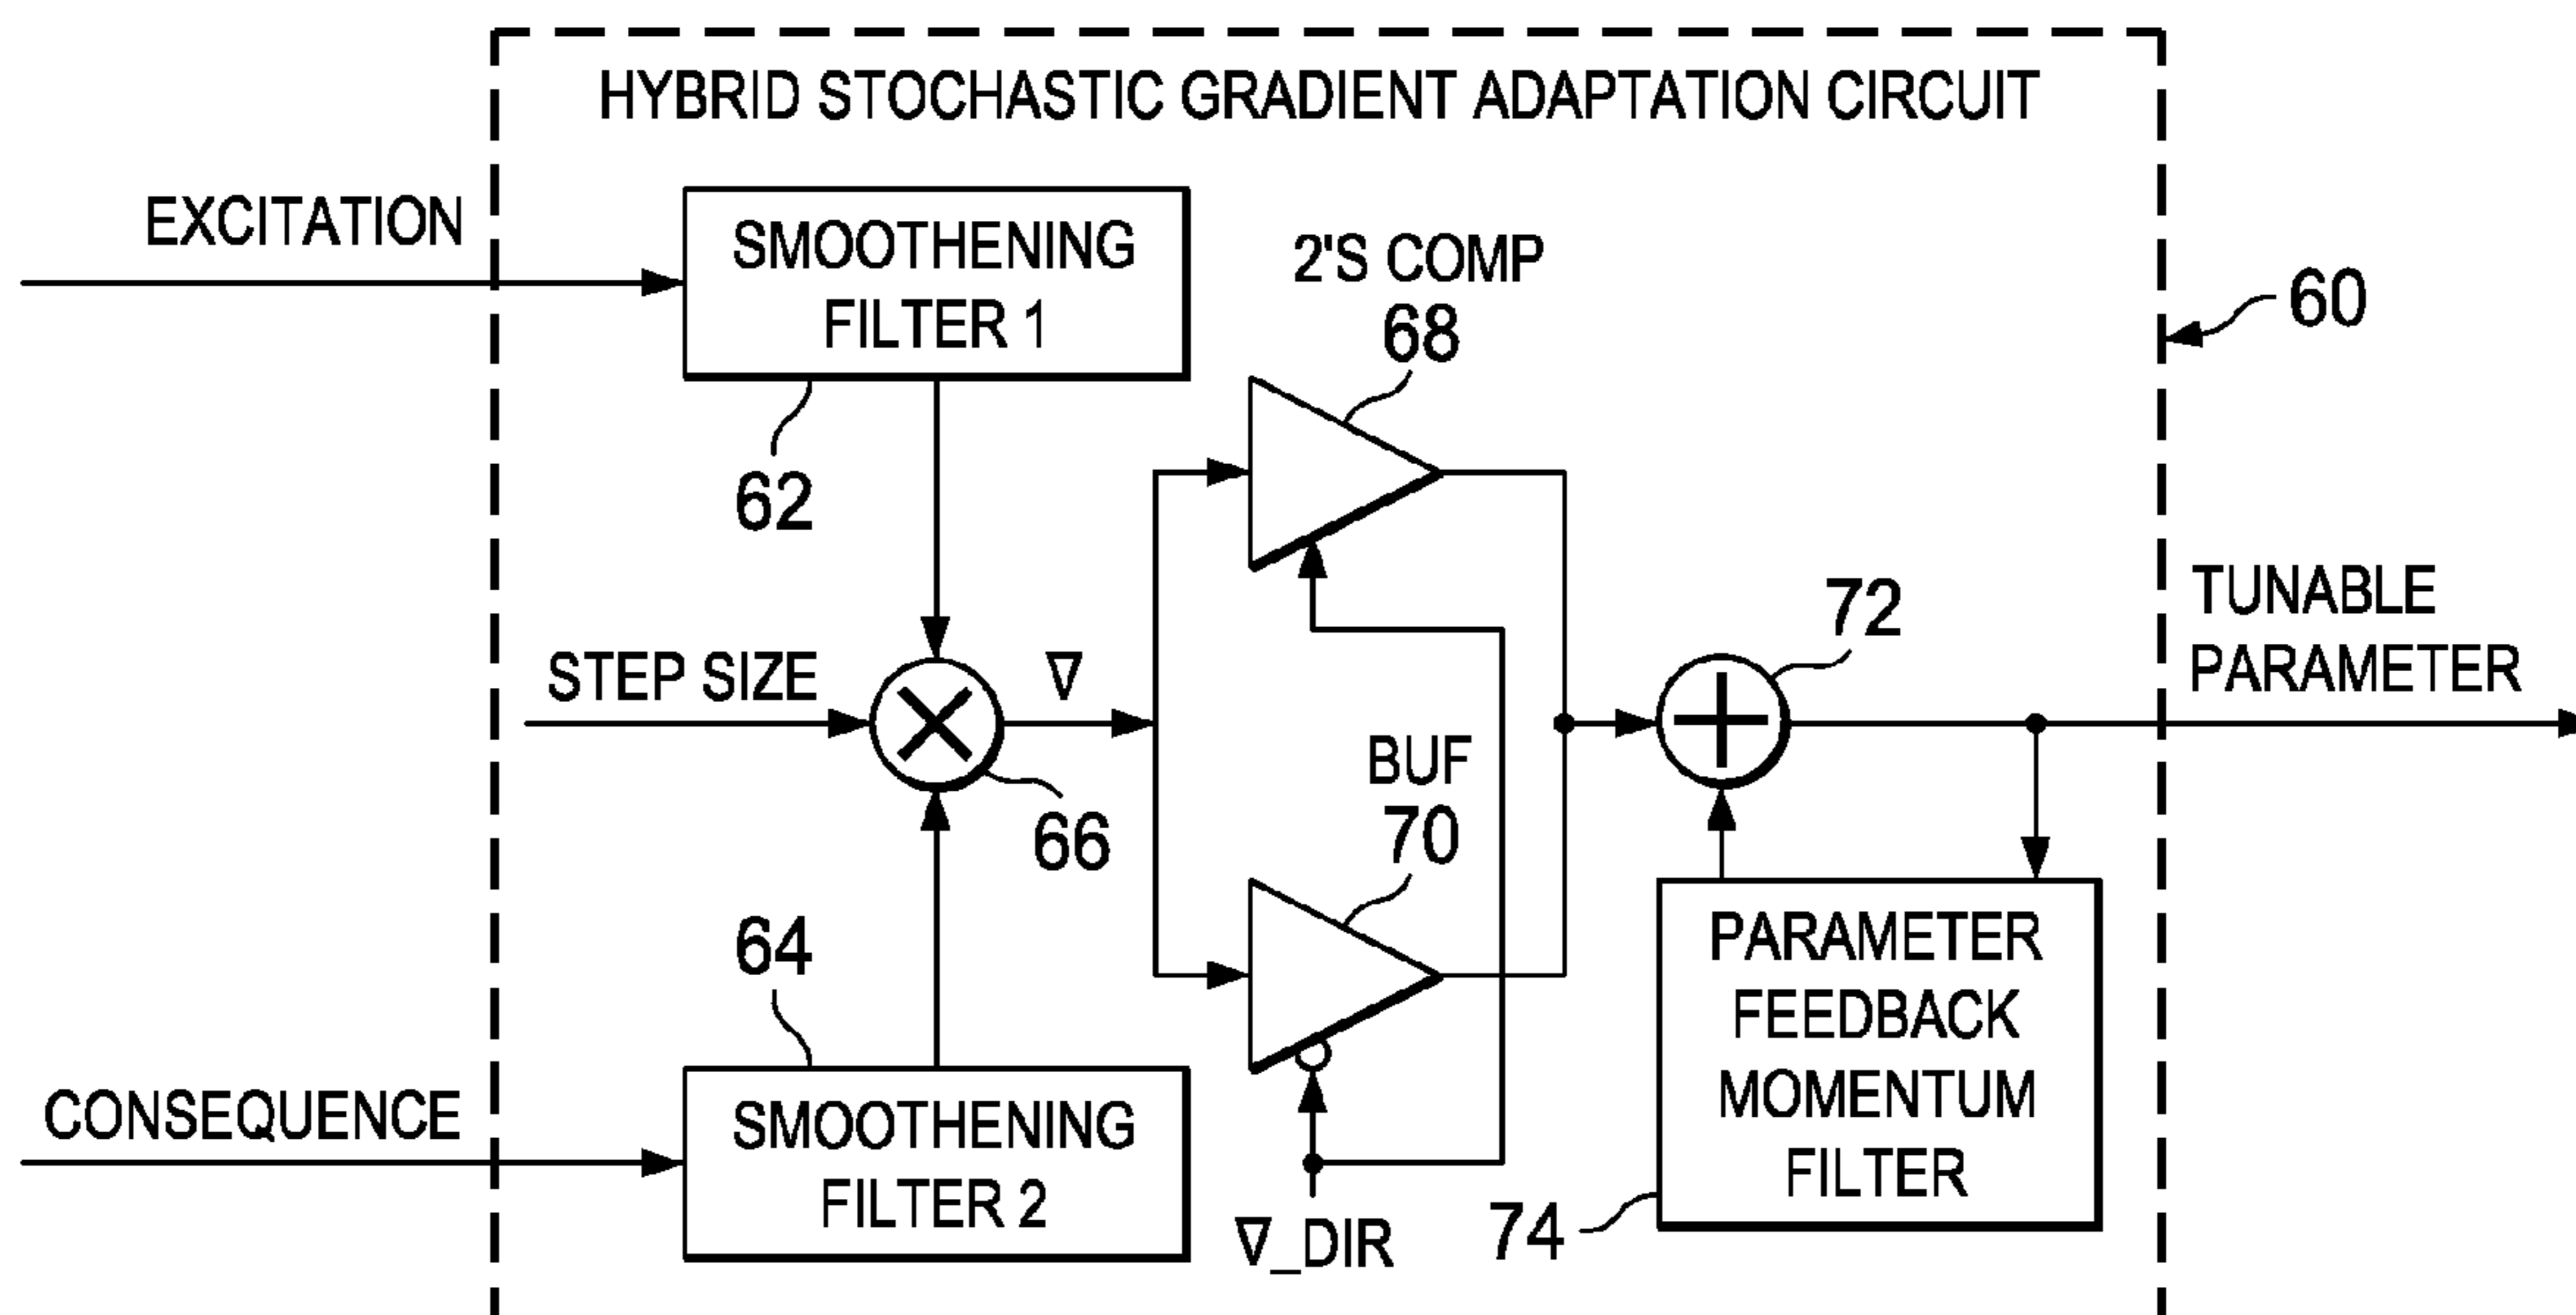 HYBRID STOCHASTIC GRADIENT ADAPTATION CIRCUIT
EXCITATION
SMOOTHENING
FILTER 1
62
2'S COMP
68
60
STEP SIZE
∇
66
72
TUNABLE
PARAMETER
BUF
70
64
CONSEQUENCE
SMOOTHENING
FILTER 2
∇_DIR
PARAMETER
FEEDBACK
MOMENTUM
FILTER
74